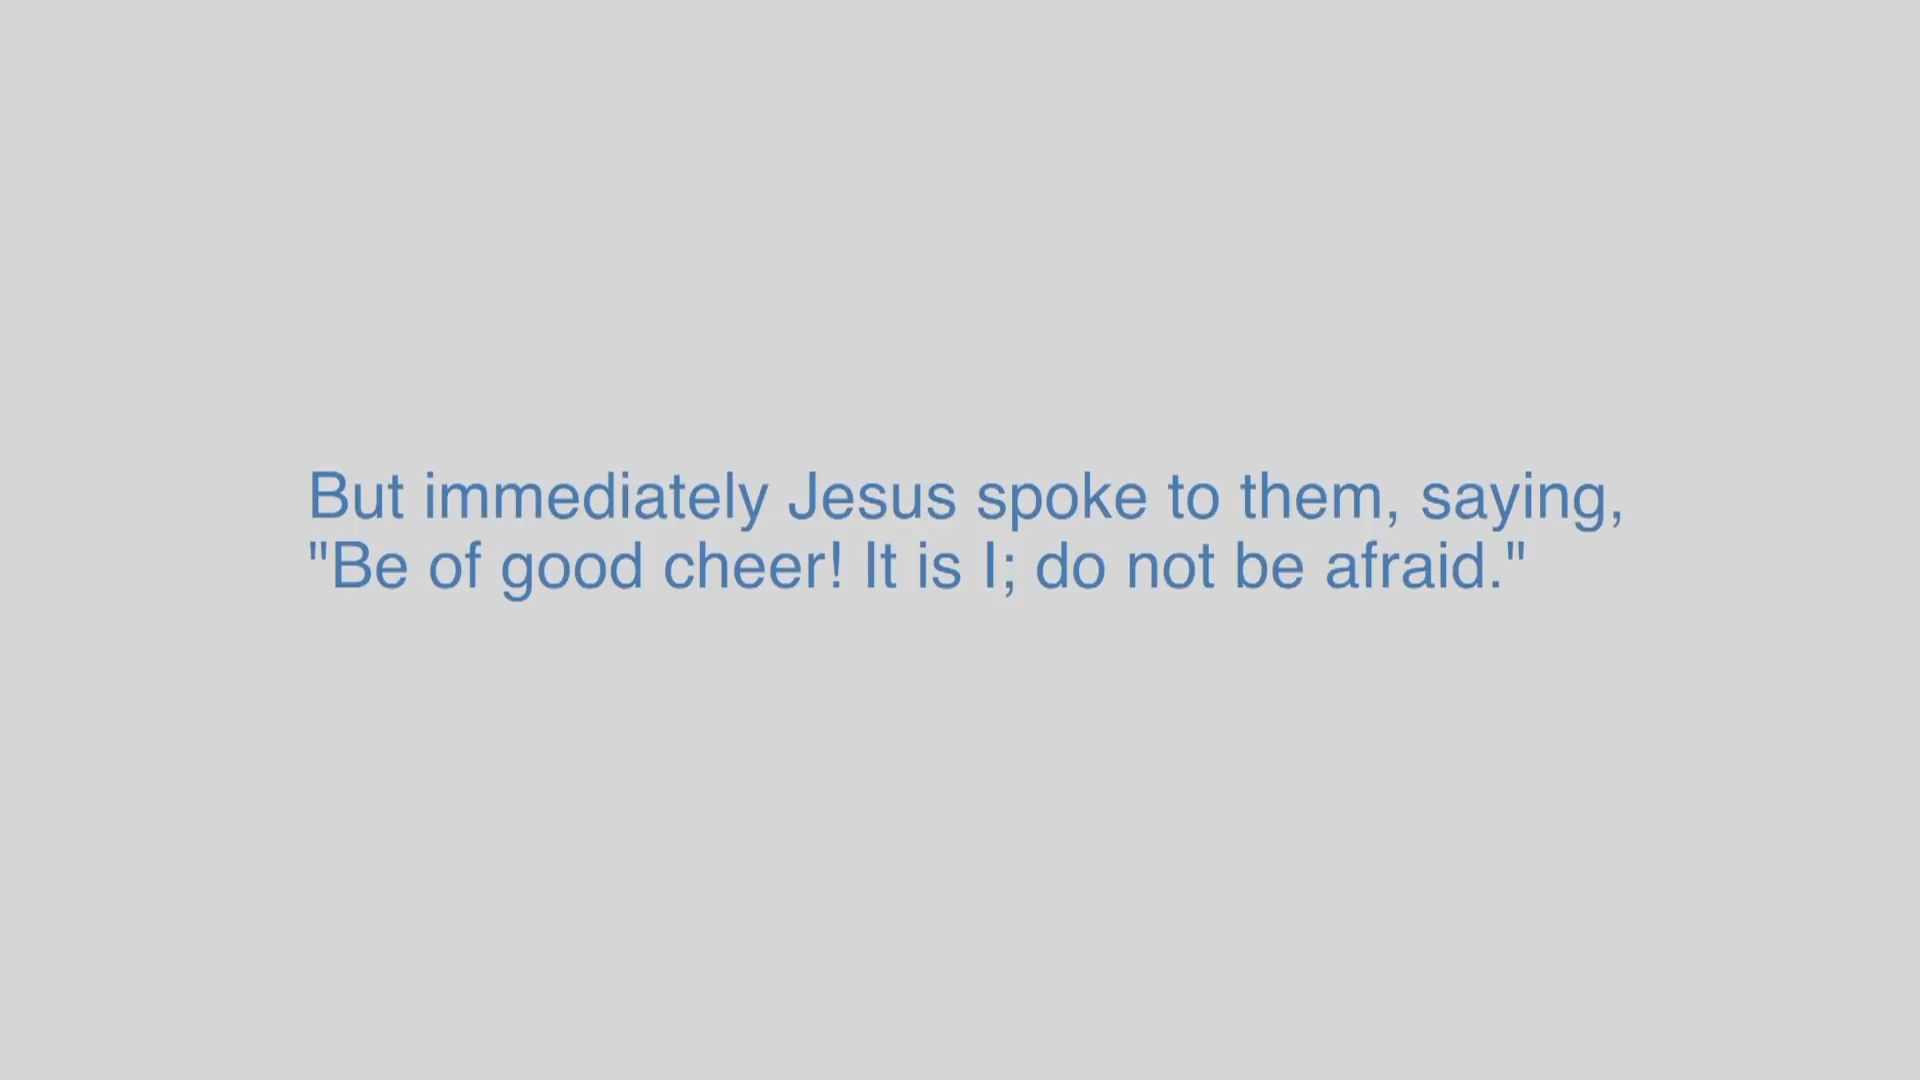 But immediately Jesus spoke to them, saying,
"Be of good cheer! It is I; do not be afraid."